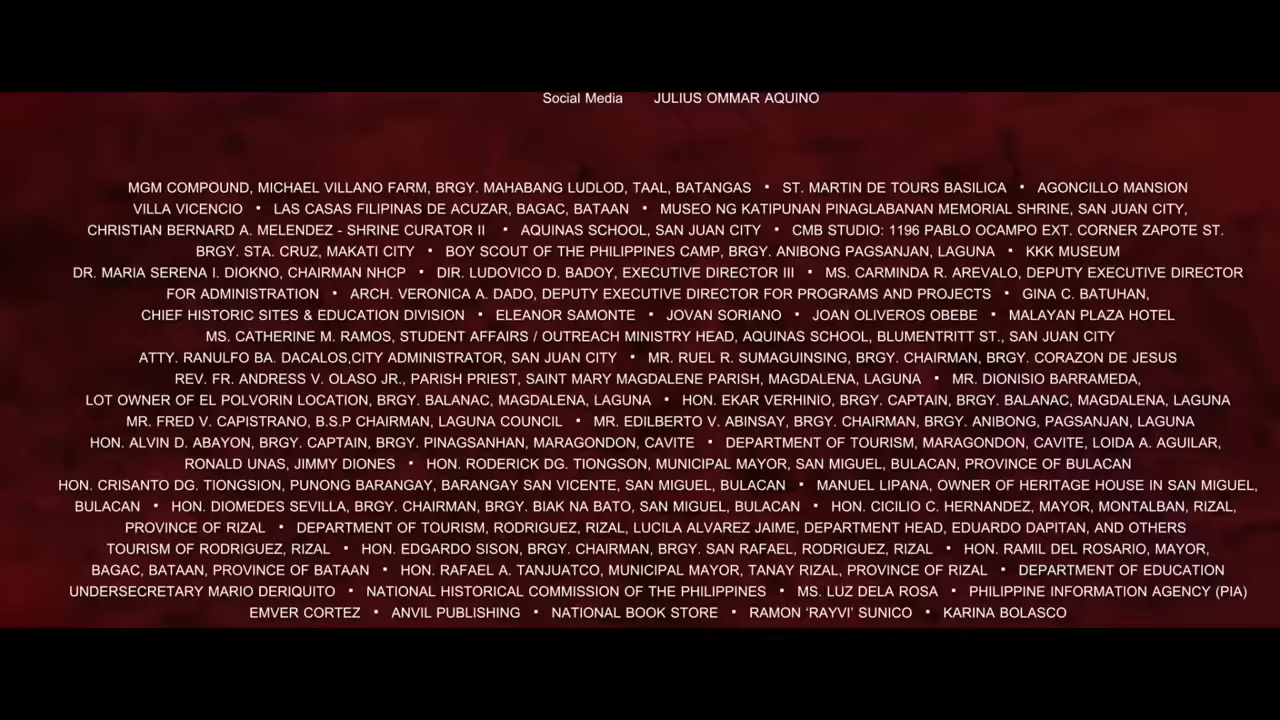 Social Media JULIUS OMMAR AQUINO
MGM COMPOUND, MICHAEL VILLANO FARM, BRGY. MAHABANG LUDLOD, TAAL, BATANGAS ▪ ST. MARTIN DE TOURS BASILICA ▪ AGONCILLO MANSION
VILLA VICENCIO ▪ LAS CASAS FILIPINAS DE ACUZAR, BAGAC, BATAAN ▪ MUSEO NG KATIPUNAN PINAGLABANAN MEMORIAL SHRINE, SAN JUAN CITY,
CHRISTIAN BERNARD A. MELENDEZ - SHRINE CURATOR II ▪ AQUINAS SCHOOL, SAN JUAN CITY ▪ CMB STUDIO: 1196 PABLO OCAMPO EXT. CORNER ZAPOTE ST.
BRGY. STA. CRUZ, MAKATI CITY ▪ BOY SCOUT OF THE PHILIPPINES CAMP, BRGY. ANIBONG PAGSANJAN, LAGUNA ▪ KKK MUSEUM
DR. MARIA SERENA I. DIOKNO, CHAIRMAN NHCP ▪ DIR. LUDOVICO D. BADOY, EXECUTIVE DIRECTOR III ▪ MS. CARMINDA R. AREVALO, DEPUTY EXECUTIVE DIRECTOR
FOR ADMINISTRATION ▪ ARCH. VERONICA A. DADO, DEPUTY EXECUTIVE DIRECTOR FOR PROGRAMS AND PROJECTS ▪ GINA C. BATUHAN,
CHIEF HISTORIC SITES & EDUCATION DIVISION ▪ ELEANOR SAMONTE ▪ JOVAN SORIANO ▪ JOAN OLIVEROS OBEBE ▪ MALAYAN PLAZA HOTEL
MS. CATHERINE M. RAMOS, STUDENT AFFAIRS / OUTREACH MINISTRY HEAD, AQUINAS SCHOOL, BLUMENTRITT ST., SAN JUAN CITY
ATTY. RANULFO BA. DACALOS,CITY ADMINISTRATOR, SAN JUAN CITY ▪ MR. RUEL R. SUMAGUINSING, BRGY. CHAIRMAN, BRGY. CORAZON DE JESUS
REV. FR. ANDRESS V. OLASO JR., PARISH PRIEST, SAINT MARY MAGDALENE PARISH, MAGDALENA, LAGUNA ▪ MR. DIONISIO BARRAMEDA,
LOT OWNER OF EL POLVORIN LOCATION, BRGY. BALANAC, MAGDALENA, LAGUNA ▪ HON. EKAR VERHINIO, BRGY. CAPTAIN, BRGY. BALANAC, MAGDALENA, LAGUNA
MR. FRED V. CAPISTRANO, B.S.P CHAIRMAN, LAGUNA COUNCIL ▪ MR. EDILBERTO V. ABINSAY, BRGY. CHAIRMAN, BRGY. ANIBONG, PAGSANJAN, LAGUNA
HON. ALVIN D. ABAYON, BRGY. CAPTAIN, BRGY. PINAGSANHAN, MARAGONDON, CAVITE ▪ DEPARTMENT OF TOURISM, MARAGONDON, CAVITE, LOIDA A. AGUILAR,
RONALD UNAS, JIMMY DIONES ▪ HON. RODERICK DG. TIONGSON, MUNICIPAL MAYOR, SAN MIGUEL, BULACAN, PROVINCE OF BULACAN
HON. CRISANTO DG. TIONGSION, PUNONG BARANGAY, BARANGAY SAN VICENTE, SAN MIGUEL, BULACAN ▪ MANUEL LIPANA, OWNER OF HERITAGE HOUSE IN SAN MIGUEL,
BULACAN ▪ HON. DIOMEDES SEVILLA, BRGY. CHAIRMAN, BRGY. BIAK NA BATO, SAN MIGUEL, BULACAN ▪ HON. CICILIO C. HERNANDEZ, MAYOR, MONTALBAN, RIZAL,
PROVINCE OF RIZAL ▪ DEPARTMENT OF TOURISM, RODRIGUEZ, RIZAL, LUCILA ALVAREZ JAIME, DEPARTMENT HEAD, EDUARDO DAPITAN, AND OTHERS
TOURISM OF RODRIGUEZ, RIZAL ▪ HON. EDGARDO SISON, BRGY. CHAIRMAN, BRGY. SAN RAFAEL, RODRIGUEZ, RIZAL ▪ HON. RAMIL DEL ROSARIO, MAYOR,
BAGAC, BATAAN, PROVINCE OF BATAAN ▪ HON. RAFAEL A. TANJUATCO, MUNICIPAL MAYOR, TANAY RIZAL, PROVINCE OF RIZAL ▪ DEPARTMENT OF EDUCATION
UNDERSECRETARY MARIO DERIQUITO ▪ NATIONAL HISTORICAL COMMISSION OF THE PHILIPPINES ▪ MS. LUZ DELA ROSA ▪ PHILIPPINE INFORMATION AGENCY (PIA)
EMVER CORTEZ ▪ ANVIL PUBLISHING ▪ NATIONAL BOOK STORE ▪ RAMON ‘RAYVI’ SUNICO ▪ KARINA BOLASCO